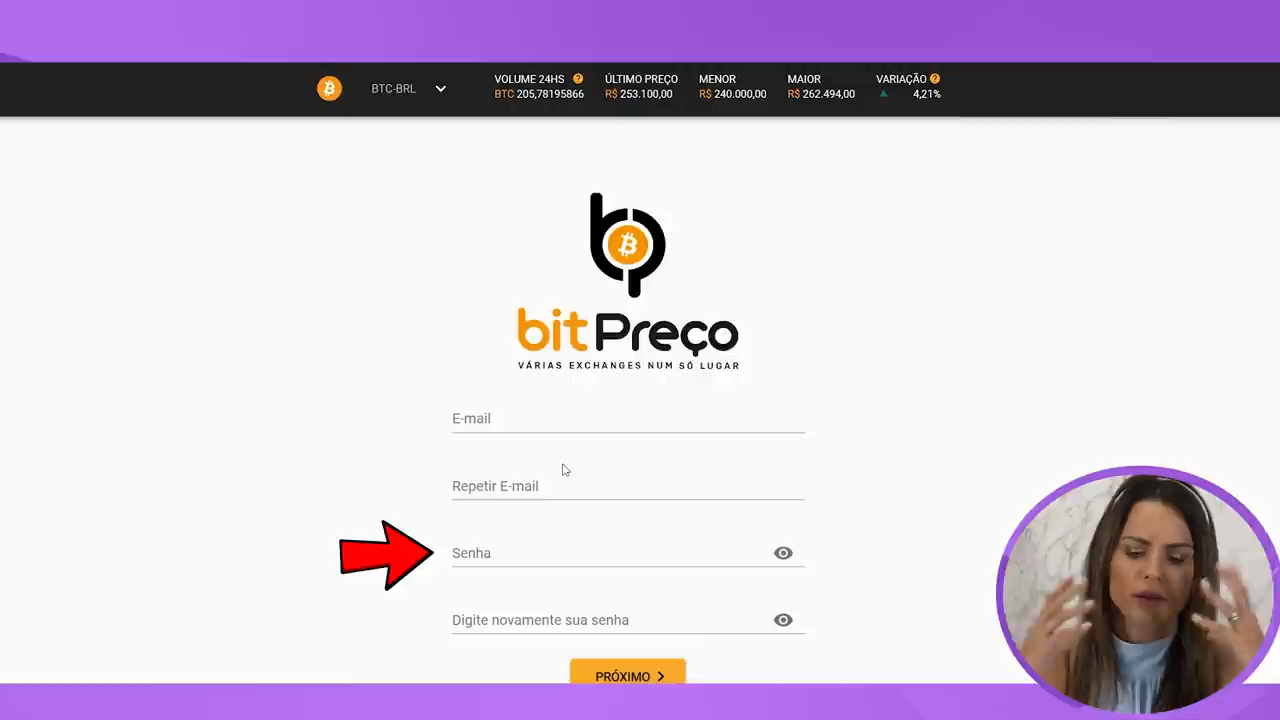 BTC-BRL
VOLUME 24HS ?
BTC 205,78195866
ÚLTIMO PREÇO
R$ 253.100,00
MENOR
R$ 240.000,00
MAIOR
R$ 262.494,00
VARIAÇÃO ?
4,21%
bitPreço
VÁRIAS EXCHANGES NUM SÓ LUGAR
E-mail
Repetir E-mail
Senha
Digite novamente sua senha
PRÓXIMO